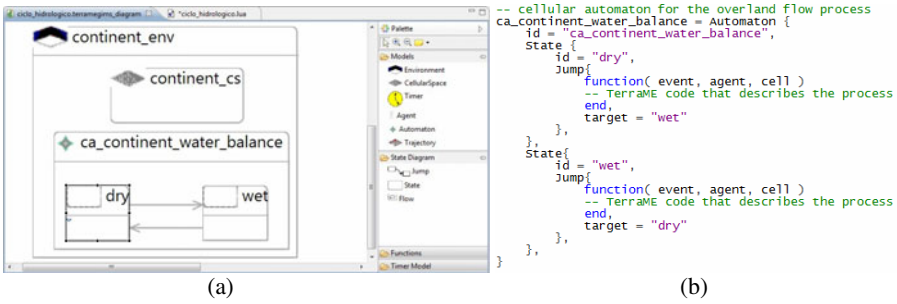 ciclo_hidrologico.terramegims_diagram
*ciclo_hidrologico.lua
continent_env
continent_cs
ca_continent_water_balance
dry
wet
Palette
Models
Environment
CellularSpace
Timer
Agent
Automaton
Trajectory
State Diagram
Jump
State
Flow
Functions
Timer Model
(a)
-- cellular automaton for the overland flow process
ca_continent_water_balance = Automaton {
id = "ca_continent_water_balance",
State {
id = "dry",
Jump{
function( event, agent, cell )
-- TerraME code that describes the process
end,
target = "wet"
},
},
State{
id = "wet",
Jump{
function( event, agent, cell )
-- TerraME code that describes the process
end,
target = "dry"
},
},
}
(b)